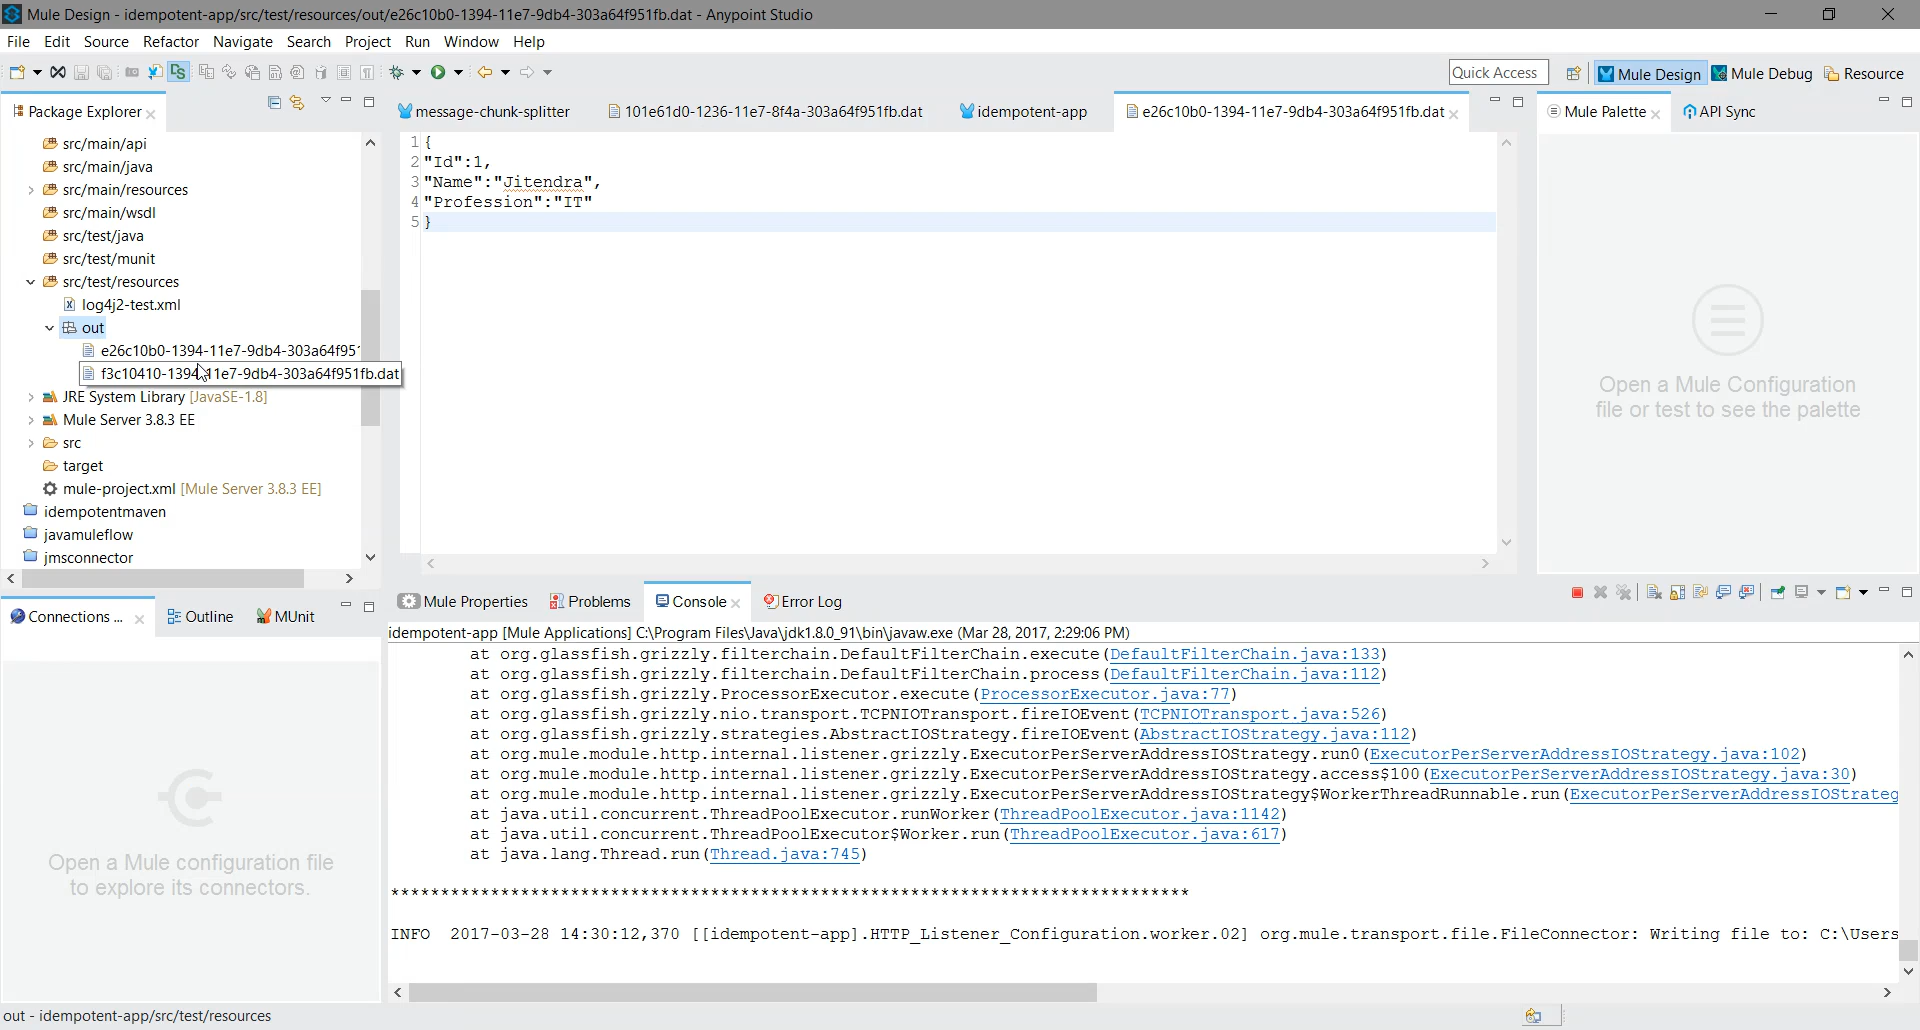 Mule Design - idempotent-app/src/test/resources/out/e26c10b0-1394-11e7-9db4-303a64f951fb.dat - Anypoint Studio
File Edit Source Refactor Navigate Search Project Run Window Help
Quick Access
Mule Design
Mule Debug
Resource
Package Explorer
message-chunk-splitter
101e61d0-1236-11e7-8f4a-303a64f951fb.dat
idempotent-app
e26c10b0-1394-11e7-9db4-303a64f951fb.dat
Mule Palette
API Sync
src/main/api
src/main/java
src/main/resources
src/main/wsdl
src/test/java
src/test/munit
src/test/resources
log4j2-test.xml
out
e26c10b0-1394-11e7-9db4-303a64f95
f3c10410-1394-11e7-9db4-303a64f951fb.dat
JRE System Library [JavaSE-1.8]
Mule Server 3.8.3 EE
src
target
mule-project.xml [Mule Server 3.8.3 EE]
idempotentmaven
javamuleflow
jmsconnector
1 {
2 "Id":1,
3 "Name":"Jitendra",
4 "Profession":"IT"
5 }
Open a Mule Configuration
file or test to see the palette
Connections ...
Outline
MUnit
Open a Mule configuration file
to explore its connectors.
Mule Properties
Problems
Console
Error Log
idempotent-app [Mule Applications] C:\Program Files\Java\jdk1.8.0_91\bin\javaw.exe (Mar 28, 2017, 2:29:06 PM)
at org.glassfish.grizzly.filterchain.DefaultFilterChain.execute(DefaultFilterChain.java:133)
at org.glassfish.grizzly.filterchain.DefaultFilterChain.process(DefaultFilterChain.java:112)
at org.glassfish.grizzly.ProcessorExecutor.execute(ProcessorExecutor.java:77)
at org.glassfish.grizzly.nio.transport.TCPNIOTransport.fireIOEvent(TCPNIOTransport.java:526)
at org.glassfish.grizzly.strategies.AbstractIOStrategy.fireIOEvent(AbstractIOStrategy.java:112)
at org.mule.module.http.internal.listener.grizzly.ExecutorPerServerAddressIOStrategy.run0(ExecutorPerServerAddressIOStrategy.java:102)
at org.mule.module.http.internal.listener.grizzly.ExecutorPerServerAddressIOStrategy.access$100(ExecutorPerServerAddressIOStrategy.java:30)
at org.mule.module.http.internal.listener.grizzly.ExecutorPerServerAddressIOStrategy$WorkerThreadRunnable.run(ExecutorPerServerAddressIOStrateg
at java.util.concurrent.ThreadPoolExecutor.runWorker(ThreadPoolExecutor.java:1142)
at java.util.concurrent.ThreadPoolExecutor$Worker.run(ThreadPoolExecutor.java:617)
at java.lang.Thread.run(Thread.java:745)
********************************************************************************
INFO 2017-03-28 14:30:12,370 [[idempotent-app].HTTP_Listener_Configuration.worker.02] org.mule.transport.file.FileConnector: Writing file to: C:\Users
out - idempotent-app/src/test/resources